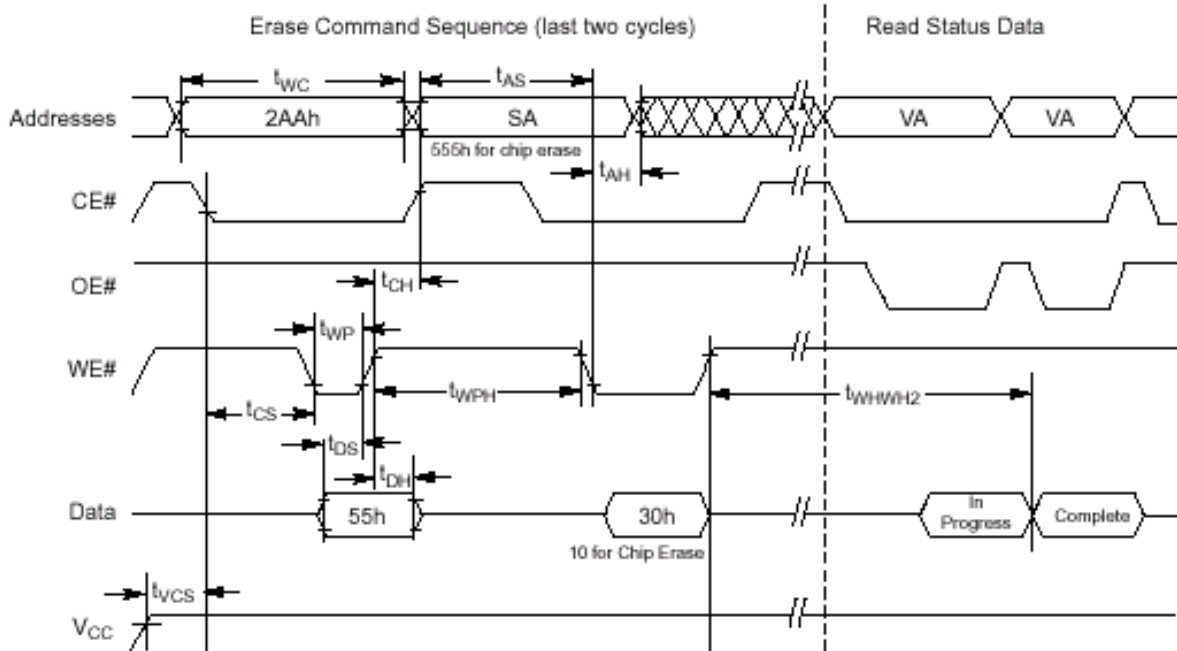 Erase Command Sequence (last two cycles)
Read Status Data
tWC
tAS
Addresses
2AAh
SA
VA
VA
555h for chip erase
tAH
CE#
tCH
OE#
tWP
WE#
tWPH
tWHWH2
tCS
tDS
tDH
Data
55h
30h
In
Progress
Complete
10 for Chip Erase
tVCS
VCC